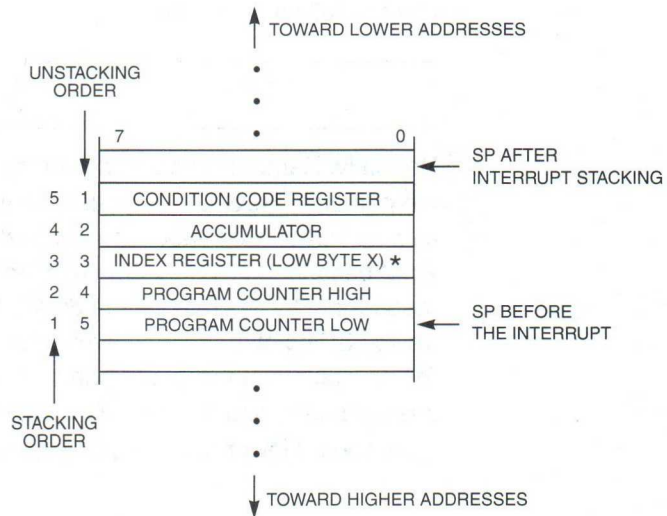 TOWARD LOWER ADDRESSES
UNSTACKING
ORDER
7 0
SP AFTER
INTERRUPT STACKING
5 1 CONDITION CODE REGISTER
4 2 ACCUMULATOR
3 3 INDEX REGISTER (LOW BYTE X) *
2 4 PROGRAM COUNTER HIGH
1 5 PROGRAM COUNTER LOW
SP BEFORE
THE INTERRUPT
STACKING
ORDER
TOWARD HIGHER ADDRESSES